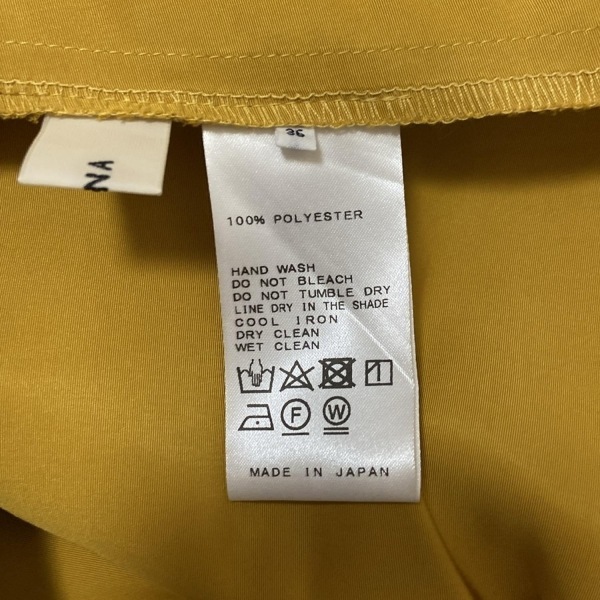 36
NA
100% POLYESTER
HAND WASH
DO NOT BLEACH
DO NOT TUMBLE DRY
LINE DRY IN THE SHADE
COOL IRON
DRY CLEAN
WET CLEAN
F W
MADE IN JAPAN